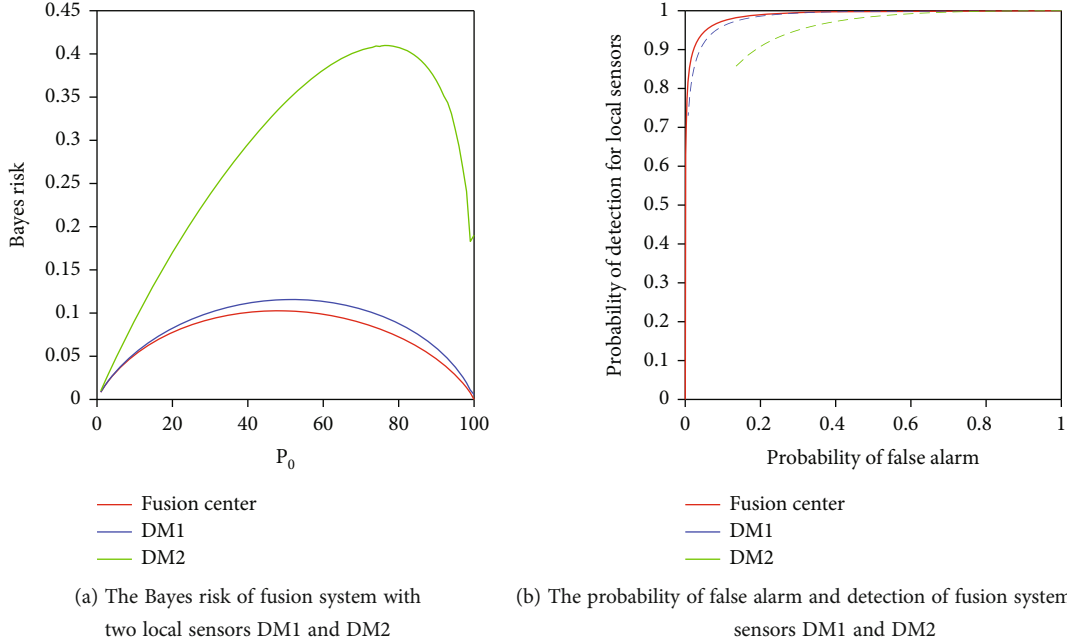 0.45
0.4
0.35
0.3
0.25
0.2
0.15
0.1
0.05
0
Bayes risk
0 20 40 60 80 100
P0
Fusion center
DM1
DM2
(a) The Bayes risk of fusion system with
two local sensors DM1 and DM2
1
0.9
0.8
0.7
0.6
0.5
0.4
0.3
0.2
0.1
0
Probability of detection for local sensors
0 0.2 0.4 0.6 0.8 1
Probability of false alarm
Fusion center
DM1
DM2
(b) The probability of false alarm and detection of fusion system
sensors DM1 and DM2